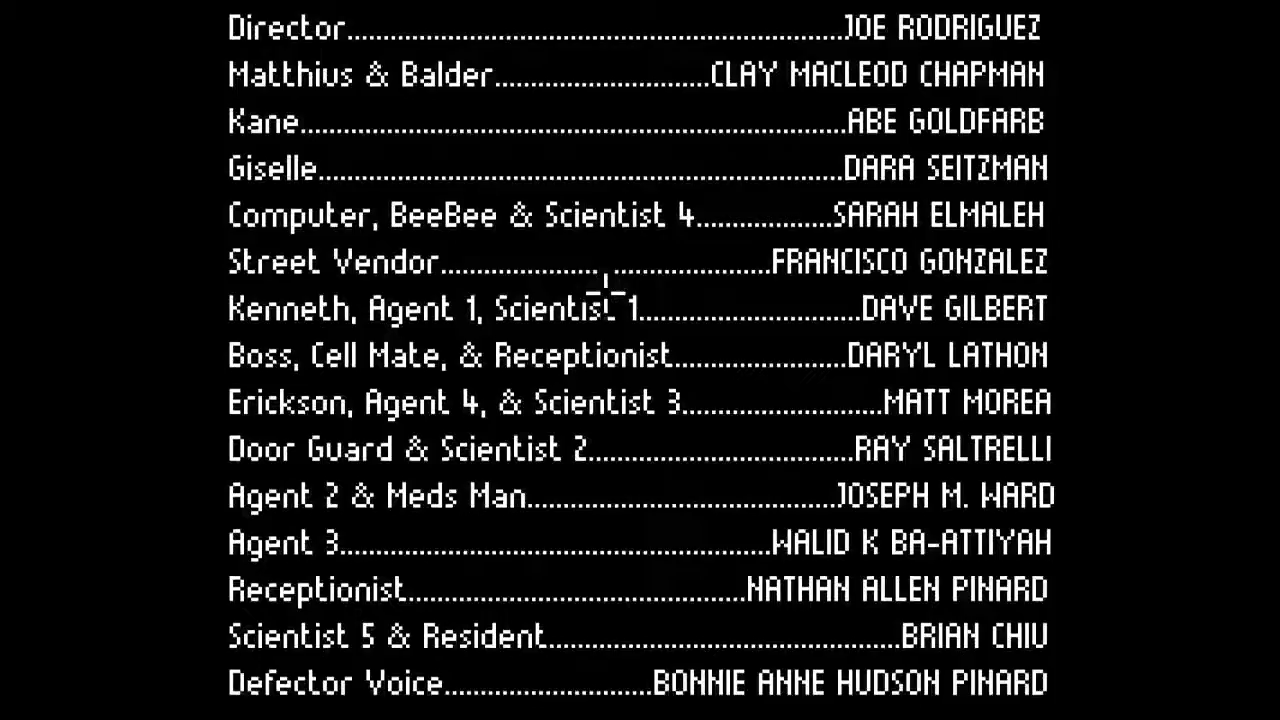 Director..............................................................JOE RODRIGUEZ
Matthius & Balder...........................CLAY MACLEOD CHAPMAN
Kane.....................................................................ABE GOLDFARB
Giselle..................................................................DARA SEITZMAN
Computer, BeeBee & Scientist 4.................SARAH ELMALEH
Street Vendor.........................................FRANCISCO GONZALEZ
Kenneth, Agent 1, Scientist 1............................DAVE GILBERT
Boss, Cell Mate, & Receptionist......................DARYL LATHON
Erickson, Agent 4, & Scientist 3.........................MATT MOREA
Door Guard & Scientist 2.................................RAY SALTRELLI
Agent 2 & Meds Man.......................................JOSEPH M. WARD
Agent 3......................................................WALID K BA-ATTIYAH
Receptionist...........................................NATHAN ALLEN PINARD
Scientist 5 & Resident............................................BRIAN CHIU
Defector Voice..........................BONNIE ANNE HUDSON PINARD